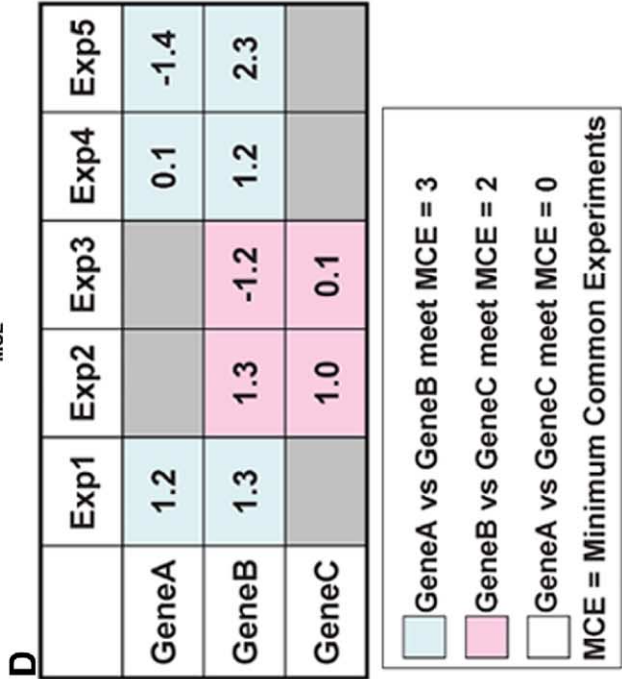 D
Exp1 Exp2 Exp3 Exp4 Exp5
GeneA 1.2 0.1 -1.4
GeneB 1.3 1.3 -1.2 1.2 2.3
GeneC 1.0 0.1
GeneA vs GeneB meet MCE = 3
GeneB vs GeneC meet MCE = 2
GeneA vs GeneC meet MCE = 0
MCE = Minimum Common Experiments